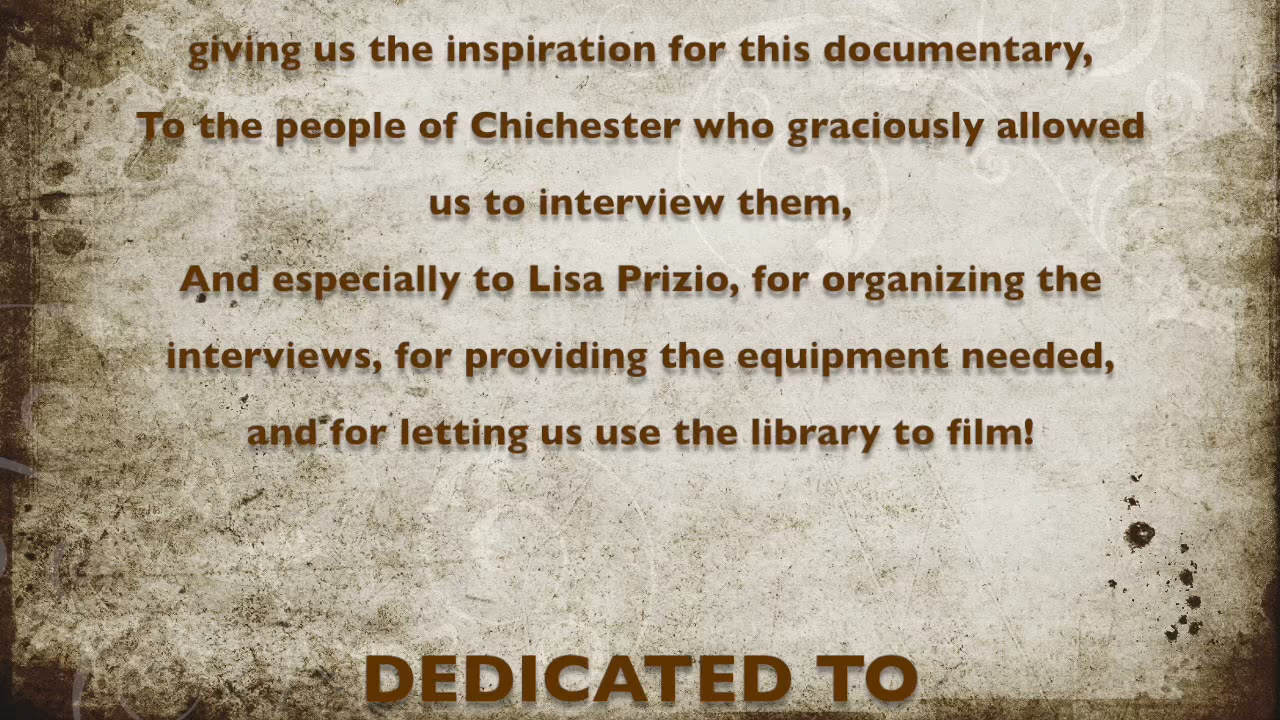 giving us the inspiration for this documentary,
To the people of Chichester who graciously allowed
us to interview them,
And especially to Lisa Prizio, for organizing the
interviews, for providing the equipment needed,
and for letting us use the library to film!
DEDICATED TO